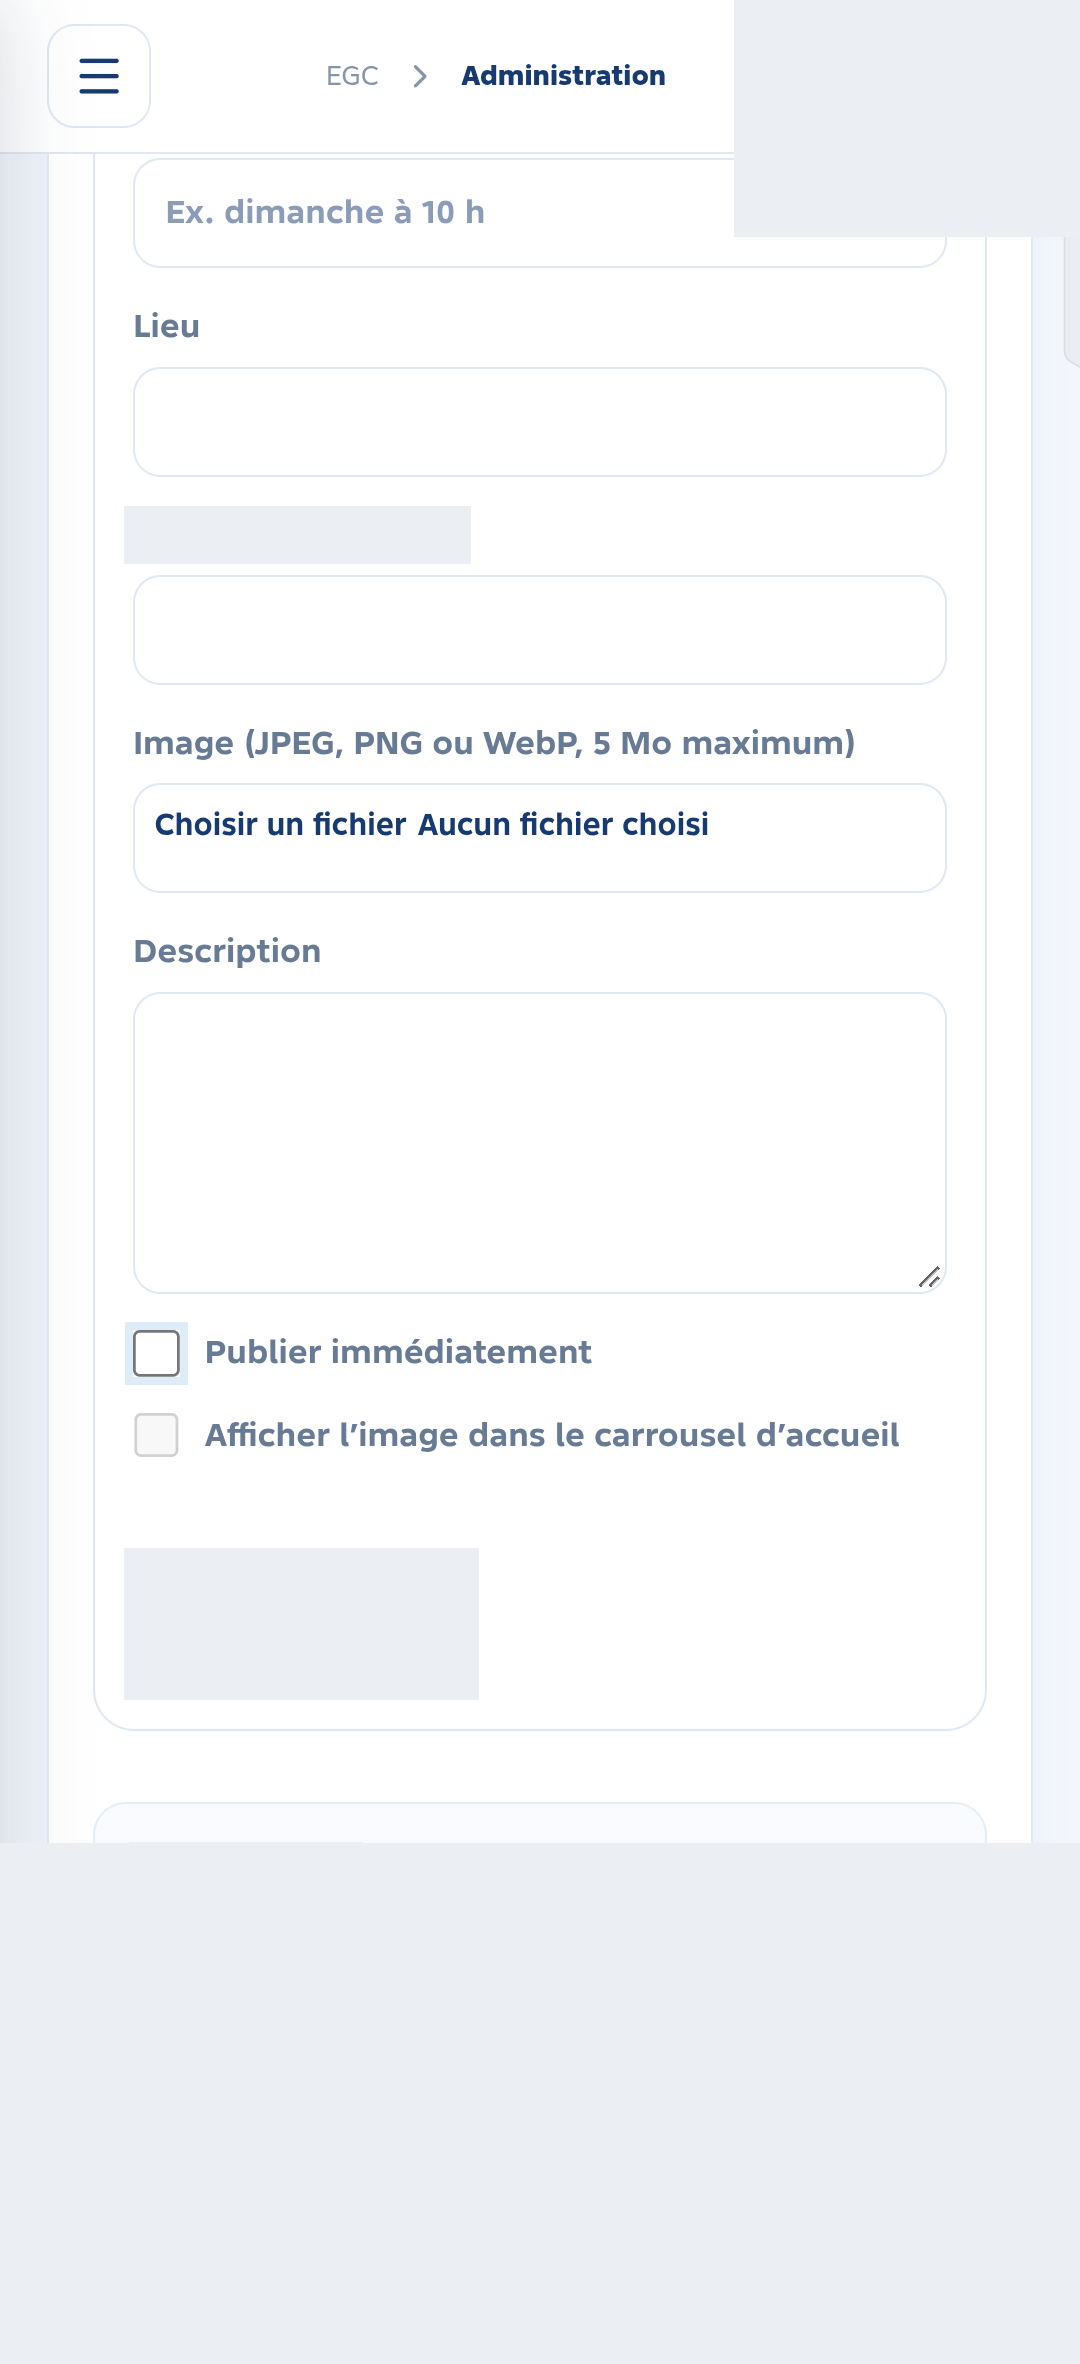 EGC > Administration
Ex. dimanche à 10 h
Lieu
Image (JPEG, PNG ou WebP, 5 Mo maximum)
Choisir un fichier Aucun fichier choisi
Description
Publier immédiatement
Afficher l’image dans le carrousel d’accueil